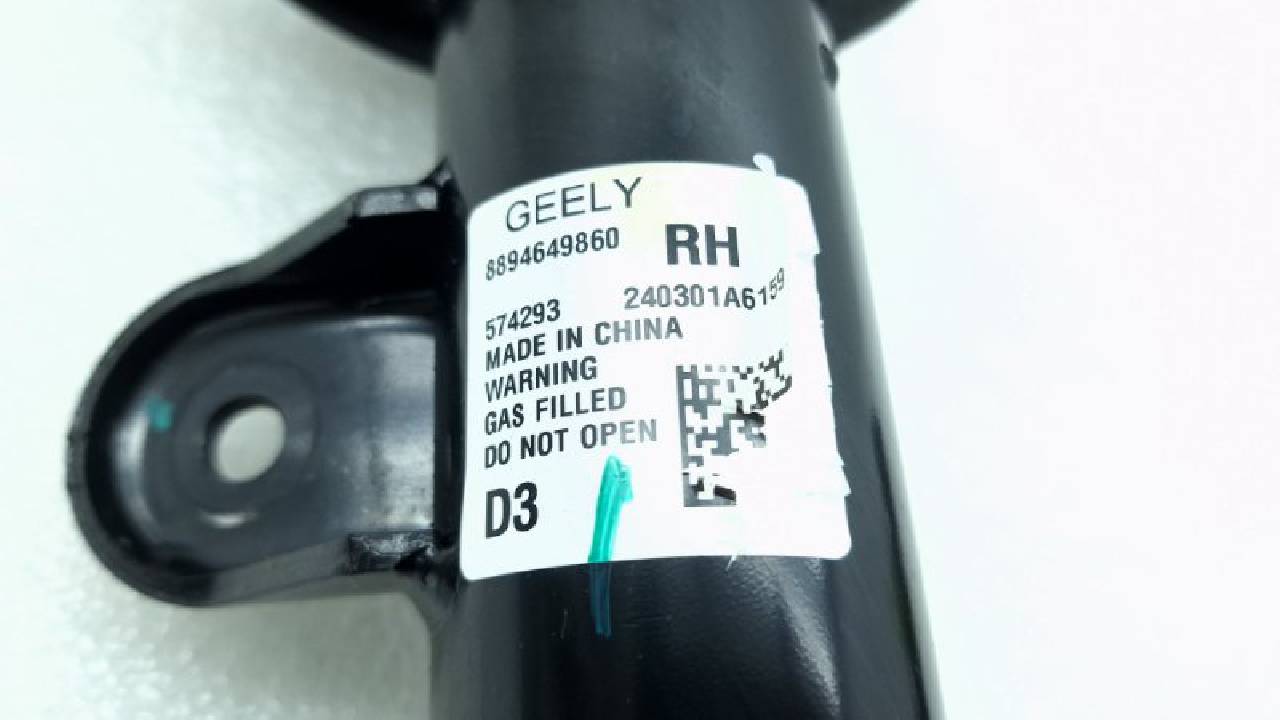 GEELY
8894649860 RH
574293 240301A6159
MADE IN CHINA
WARNING
GAS FILLED
DO NOT OPEN
D3